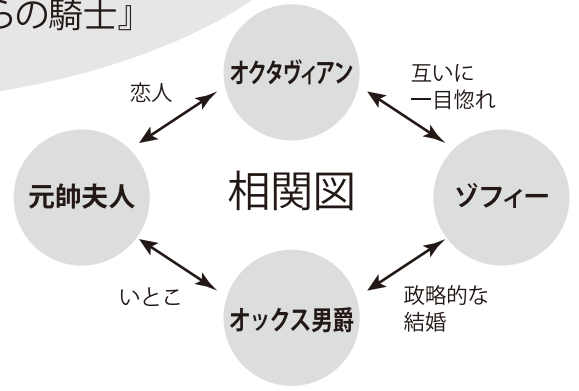 らの騎士』
オクタヴィアン
恋人
互いに
一目惚れ
元帥夫人
相関図
ゾフィー
いとこ
オックス男爵
政略的な
結婚